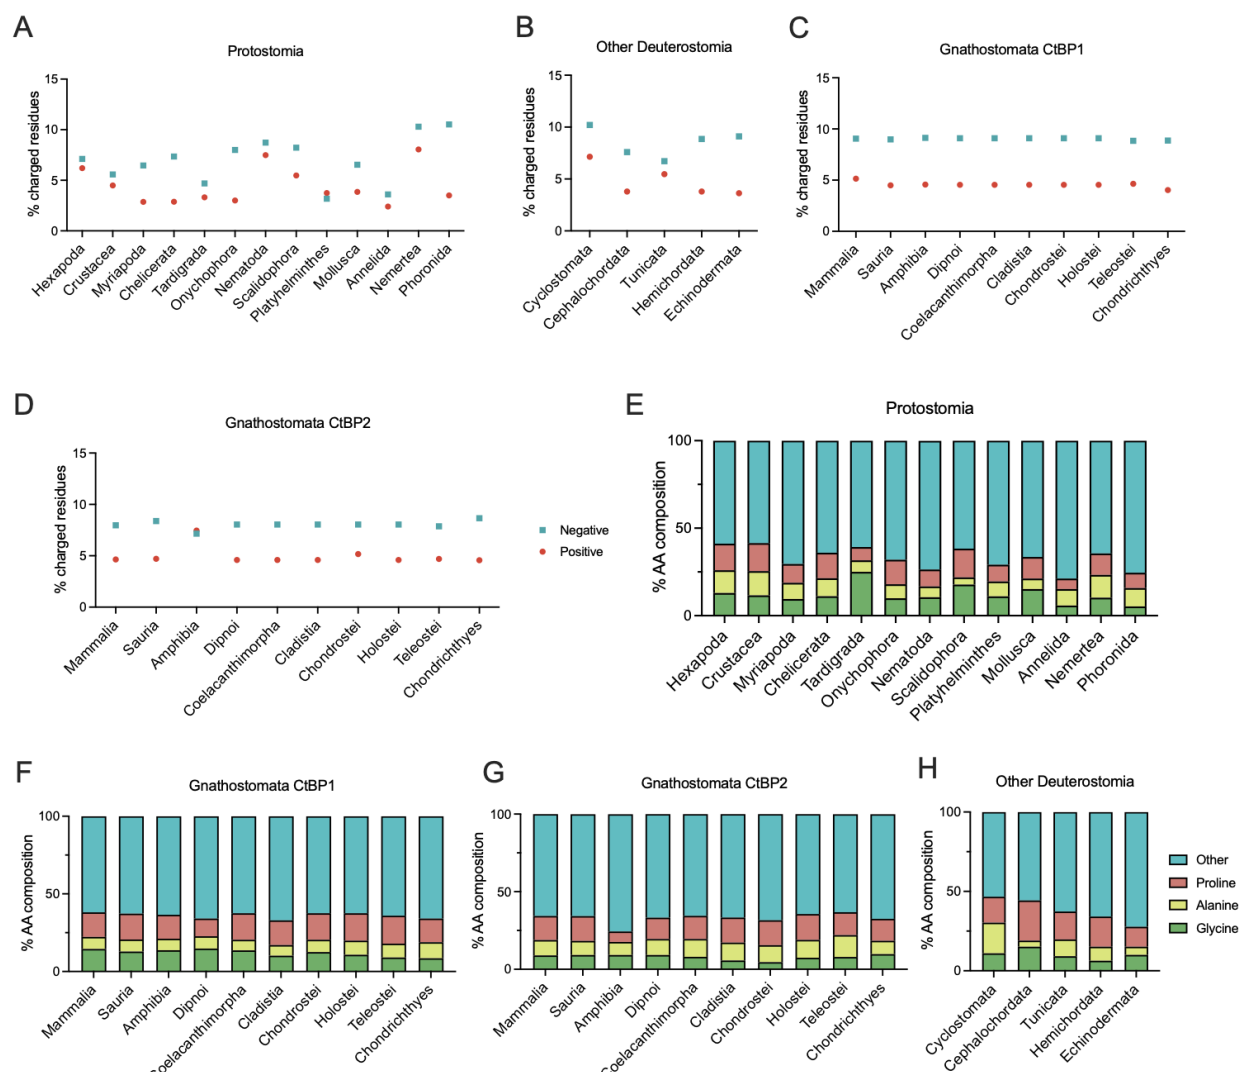 A
Protostomia
% charged residues
15
10
5
0
Hexapoda
Crustacea
Myriapoda
Chelicerata
Tardigrada
Onychophora
Nematoda
Scalidophora
Platyhelminthes
Mollusca
Annelida
Nemertea
Phoronida
B
Other Deuterostomia
% charged residues
15
10
5
0
Cyclostomata
Cephalochordata
Tunicata
Hemichordata
Echinodermata
C
Gnathostomata CtBP1
% charged residues
15
10
5
0
Mammalia
Sauria
Amphibia
Dipnoi
Coelacanthimorpha
Cladistia
Chondrostei
Holostei
Teleostei
Chondrichthyes
D
Gnathostomata CtBP2
% charged residues
15
10
5
0
Mammalia
Sauria
Amphibia
Dipnoi
Coelacanthimorpha
Cladistia
Chondrostei
Holostei
Teleostei
Chondrichthyes
Negative
Positive
E
Protostomia
% AA composition
100
50
0
Hexapoda
Crustacea
Myriapoda
Chelicerata
Tardigrada
Onychophora
Nematoda
Scalidophora
Platyhelminthes
Mollusca
Annelida
Nemertea
Phoronida
F
Gnathostomata CtBP1
% AA composition
100
50
0
Mammalia
Sauria
Amphibia
Dipnoi
Coelacanthimorpha
Cladistia
Chondrostei
Holostei
Teleostei
Chondrichthyes
G
Gnathostomata CtBP2
% AA composition
100
50
0
Mammalia
Sauria
Amphibia
Dipnoi
Coelacanthimorpha
Cladistia
Chondrostei
Holostei
Teleostei
Chondrichthyes
H
Other Deuterostomia
% AA composition
100
50
0
Cyclostomata
Cephalochordata
Tunicata
Hemichordata
Echinodermata
Other
Proline
Alanine
Glycine